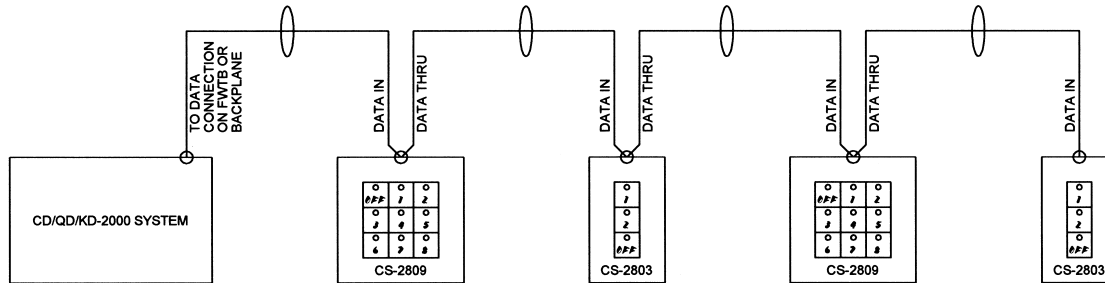 TO DATA
CONNECTION
ON FWTB OR
BACKPLANE
DATA IN
DATA THRU
DATA IN
DATA THRU
DATA IN
DATA THRU
DATA IN
CD/QD/KD-2000 SYSTEM
OFF 1 2
3 4 5
6 7 8
CS-2809
1
2
OFF
CS-2803
OFF 1 2
3 4 5
6 7 8
CS-2809
1
2
OFF
CS-2803